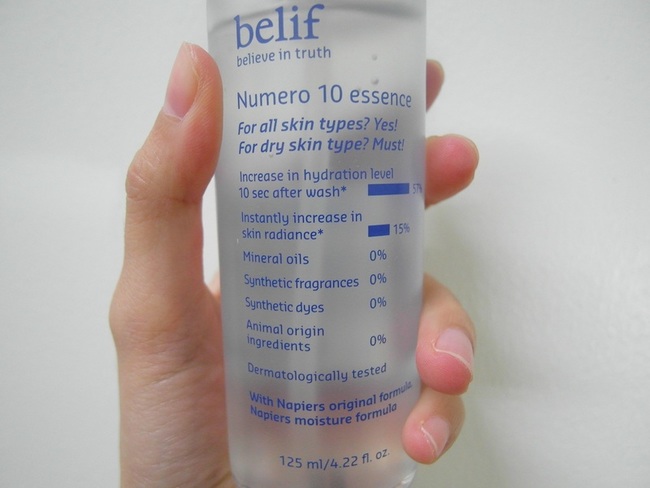 belif
believe in truth
Numero 10 essence
For all skin types? Yes!
For dry skin type? Must!
Increase in hydration level
10 sec after wash* 57%
Instantly increase in
skin radiance* 15%
Mineral oils 0%
Synthetic fragrances 0%
Synthetic dyes 0%
Animal origin
ingredients 0%
Dermatologically tested
With Napiers original formula
Napiers moisture formula
125 ml/4.22 fl. oz.